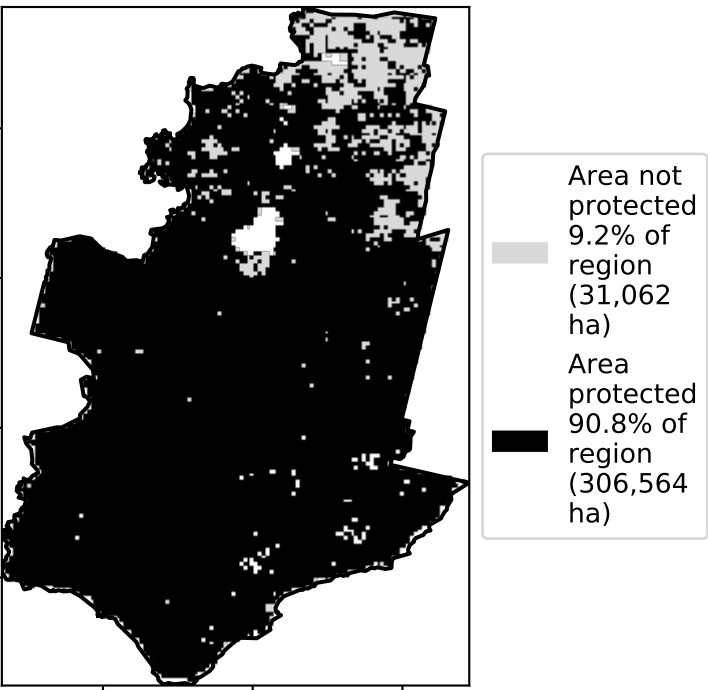 Area not
protected
9.2% of
region
(31,062
ha)
Area
protected
90.8% of
region
(306,564
ha)